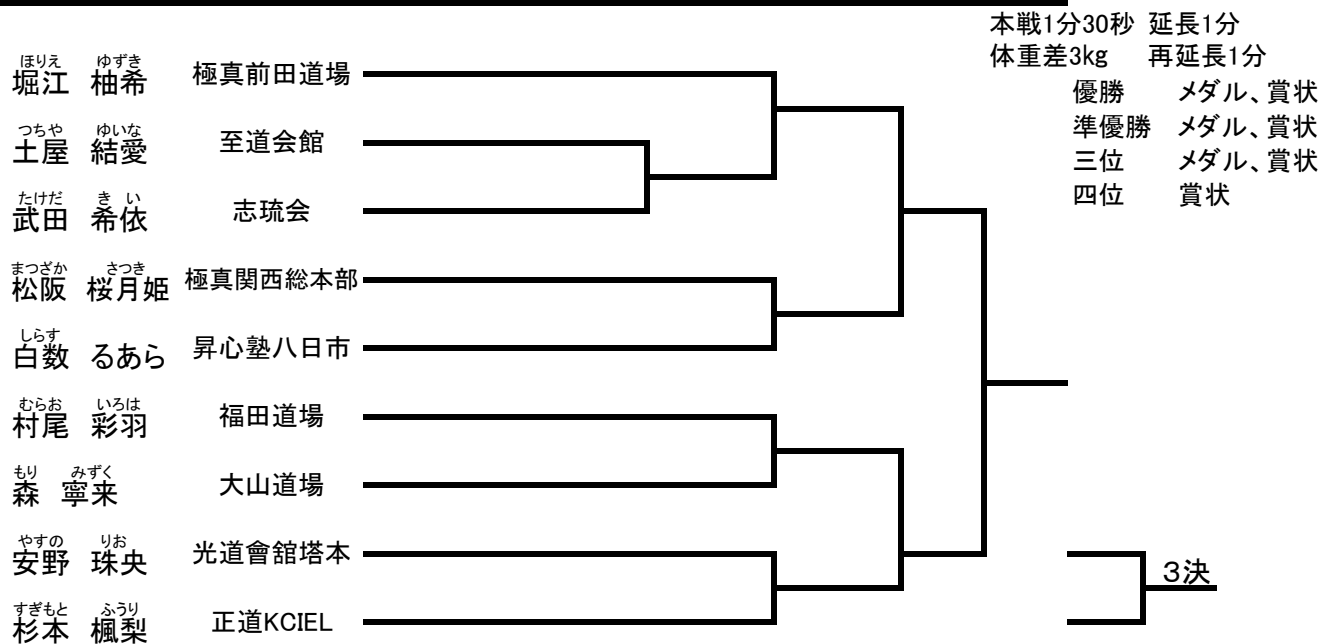 本戦1分30秒 延長1分
体重差3kg 再延長1分
優勝 メダル、賞状
準優勝 メダル、賞状
三位 メダル、賞状
四位 賞状
ほりえ ゆずき
堀江 柚希 極真前田道場
つちや ゆいな
土屋 結愛 至道会館
たけだ きい
武田 希依 志琉会
まつざか さつき
松阪 桜月姫 極真関西総本部
しらす
白数 るあら 昇心塾八日市
むらお いろは
村尾 彩羽 福田道場
もり みずく
森 寧来 大山道場
やすの りお
安野 珠央 光道會舘塔本
すぎもと ふうり
杉本 楓梨 正道KCIEL
3決